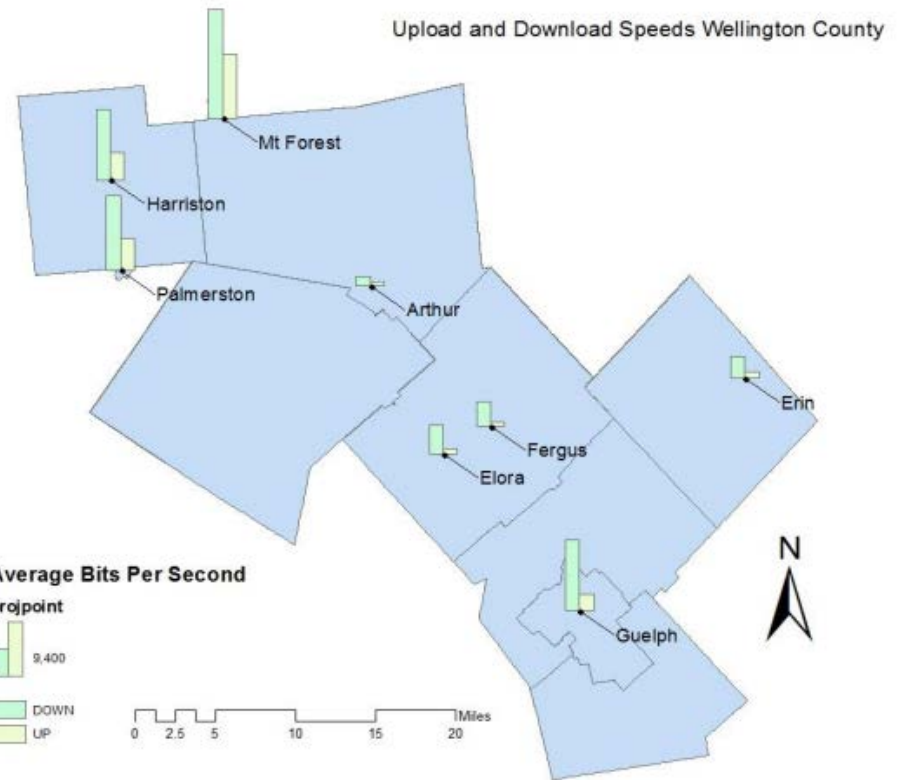 Upload and Download Speeds Wellington County
Mt Forest
Harriston
Palmerston
Arthur
Erin
Fergus
Elora
Guelph
N
verage Bits Per Second
rojpoint
9,400
DOWN
UP
Miles
0 2.5 5 10 15 20